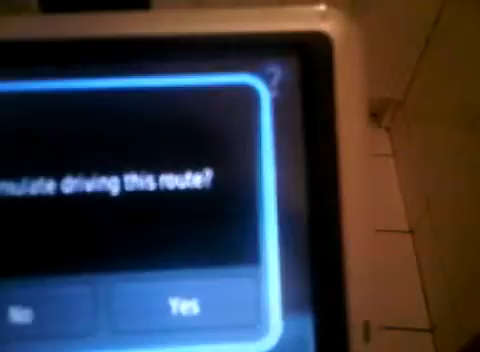 ?
mulate driving this route?
No
Yes